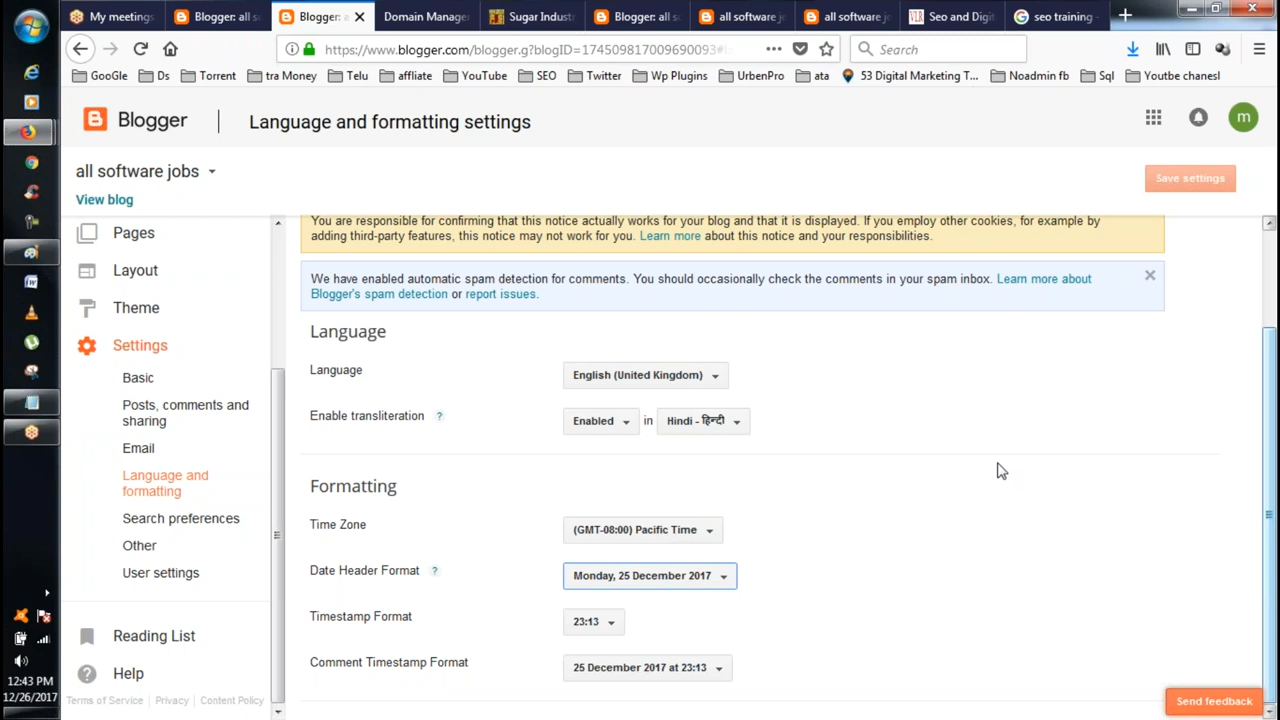 My meetings
Blogger: all su
Blogger: a
Domain Manage
Sugar Indust
Blogger: all s
all software j
all software j
Seo and Digi
seo training -
https://www.blogger.com/blogger.g?blogID=1745098170096900093#
Search
GooGle
Ds
Torrent
tra Money
Telu
affliate
YouTube
SEO
Twitter
Wp Plugins
UrbenPro
ata
53 Digital Marketing T...
Noadmin fb
Sql
Youtbe chanesl
Blogger
Language and formatting settings
m
all software jobs
Save settings
View blog
Pages
Layout
Theme
Settings
Basic
Posts, comments and
sharing
Email
Language and
formatting
Search preferences
Other
User settings
Reading List
Help
Terms of Service | Privacy | Content Policy
You are responsible for confirming that this notice actually works for your blog and that it is displayed. If you employ other cookies, for example by
adding third-party features, this notice may not work for you. Learn more about this notice and your responsibilities.
We have enabled automatic spam detection for comments. You should occasionally check the comments in your spam inbox. Learn more about
Blogger's spam detection or report issues.
Language
Language
English (United Kingdom)
Enable transliteration ?
Enabled in Hindi - हिन्दी
Formatting
Time Zone
(GMT-08:00) Pacific Time
Date Header Format ?
Monday, 25 December 2017
Timestamp Format
23:13
Comment Timestamp Format
25 December 2017 at 23:13
Send feedback
12:43 PM
12/26/2017